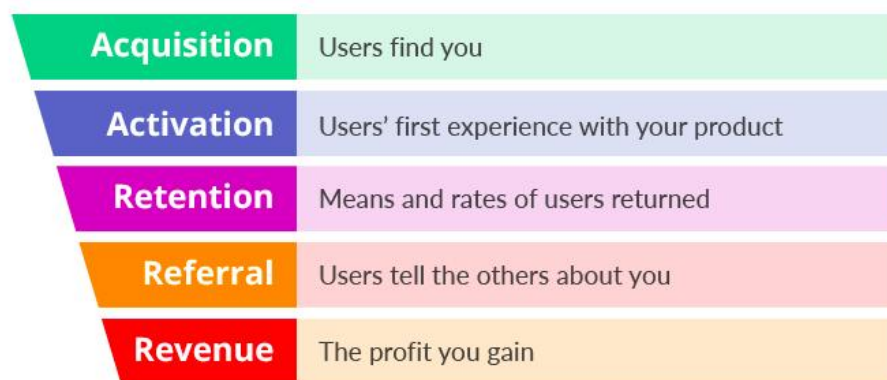 Acquisition Users find you
Activation Users’ first experience with your product
Retention Means and rates of users returned
Referral Users tell the others about you
Revenue The profit you gain